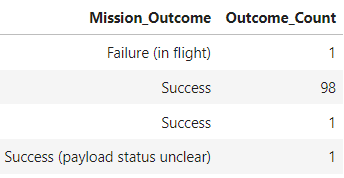 Mission_Outcome Outcome_Count
Failure (in flight) 1
Success 98
Success 1
Success (payload status unclear) 1